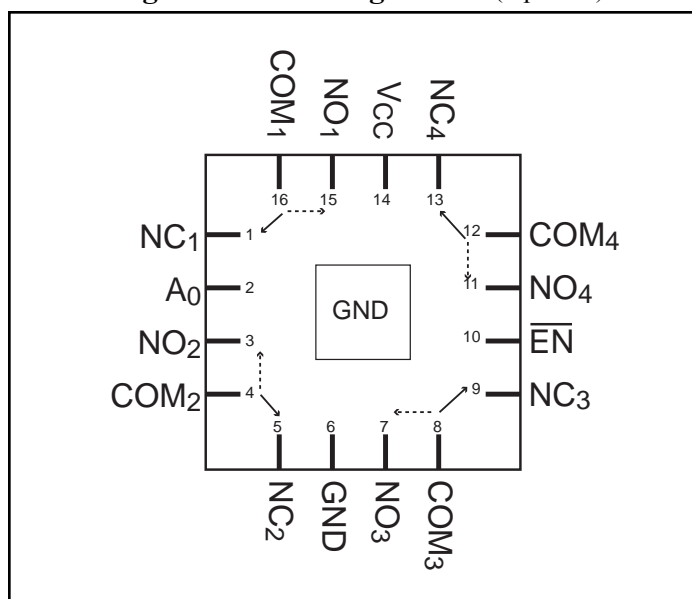 COM1
NO1
VCC
NC4
16
15
14
13
NC1 1
12 COM4
A0 2
11 NO4
GND
NO2 3
10 EN
COM2 4
9 NC3
5
6
7
8
NC2
GND
NO3
COM3